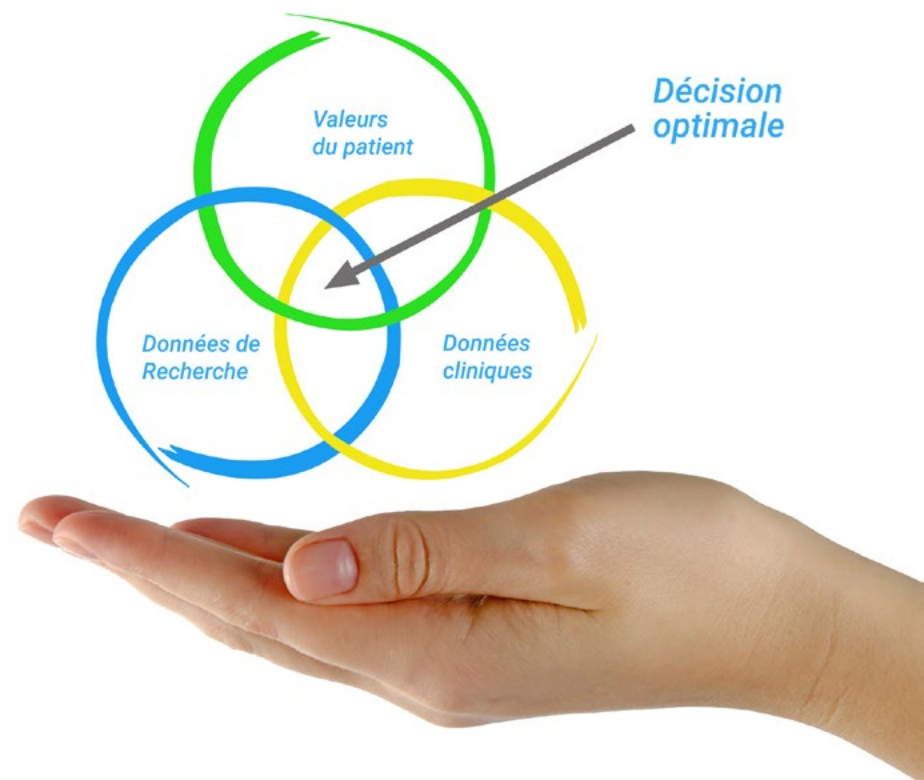 Valeurs
du patient
Décision
optimale
Données de
Recherche
Données
cliniques